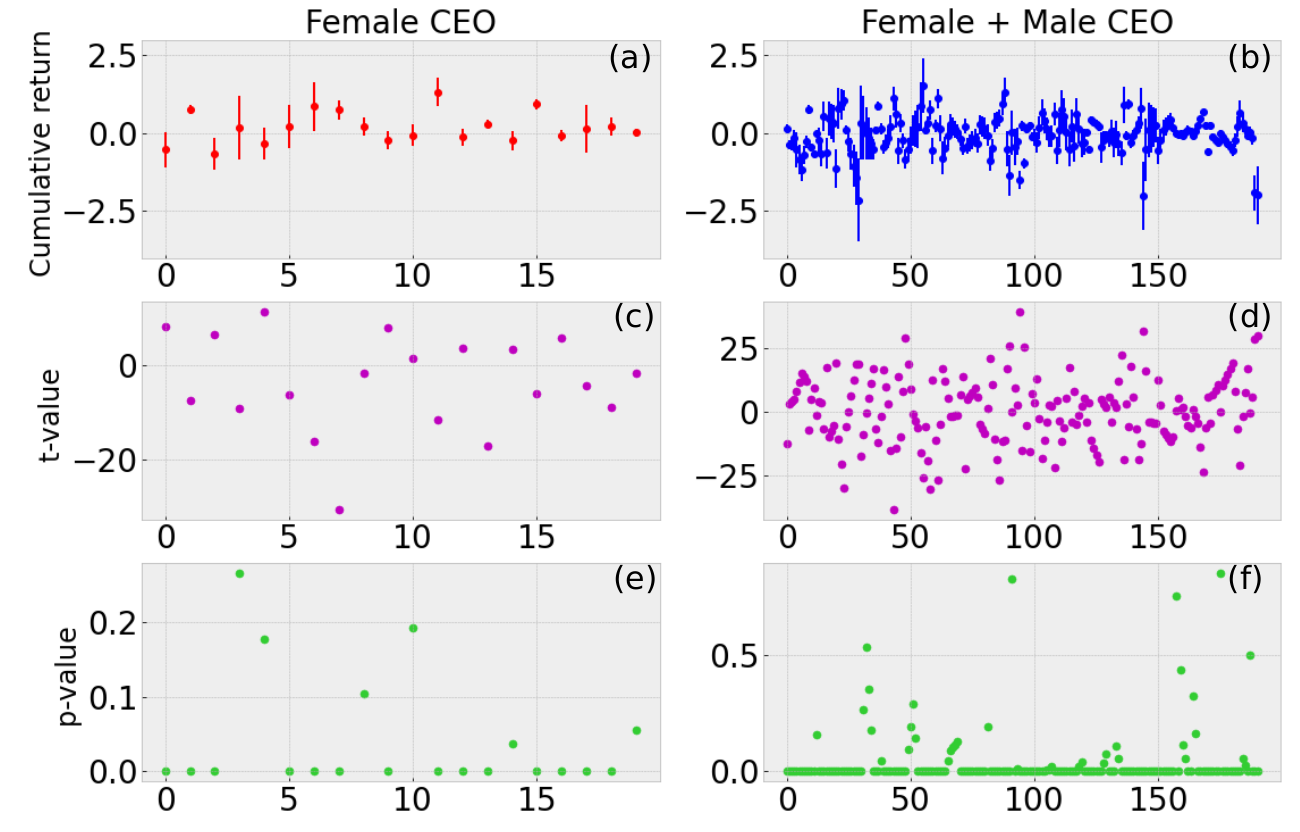 Female CEO
Female + Male CEO
Cumulative return
2.5
0.0
−2.5
0 5 10 15
(a)
2.5
0.0
−2.5
0 50 100 150
(b)
t-value
0
−20
0 5 10 15
(c)
25
0
−25
0 50 100 150
(d)
p-value
0.2
0.1
0.0
0 5 10 15
(e)
0.5
0.0
0 50 100 150
(f)